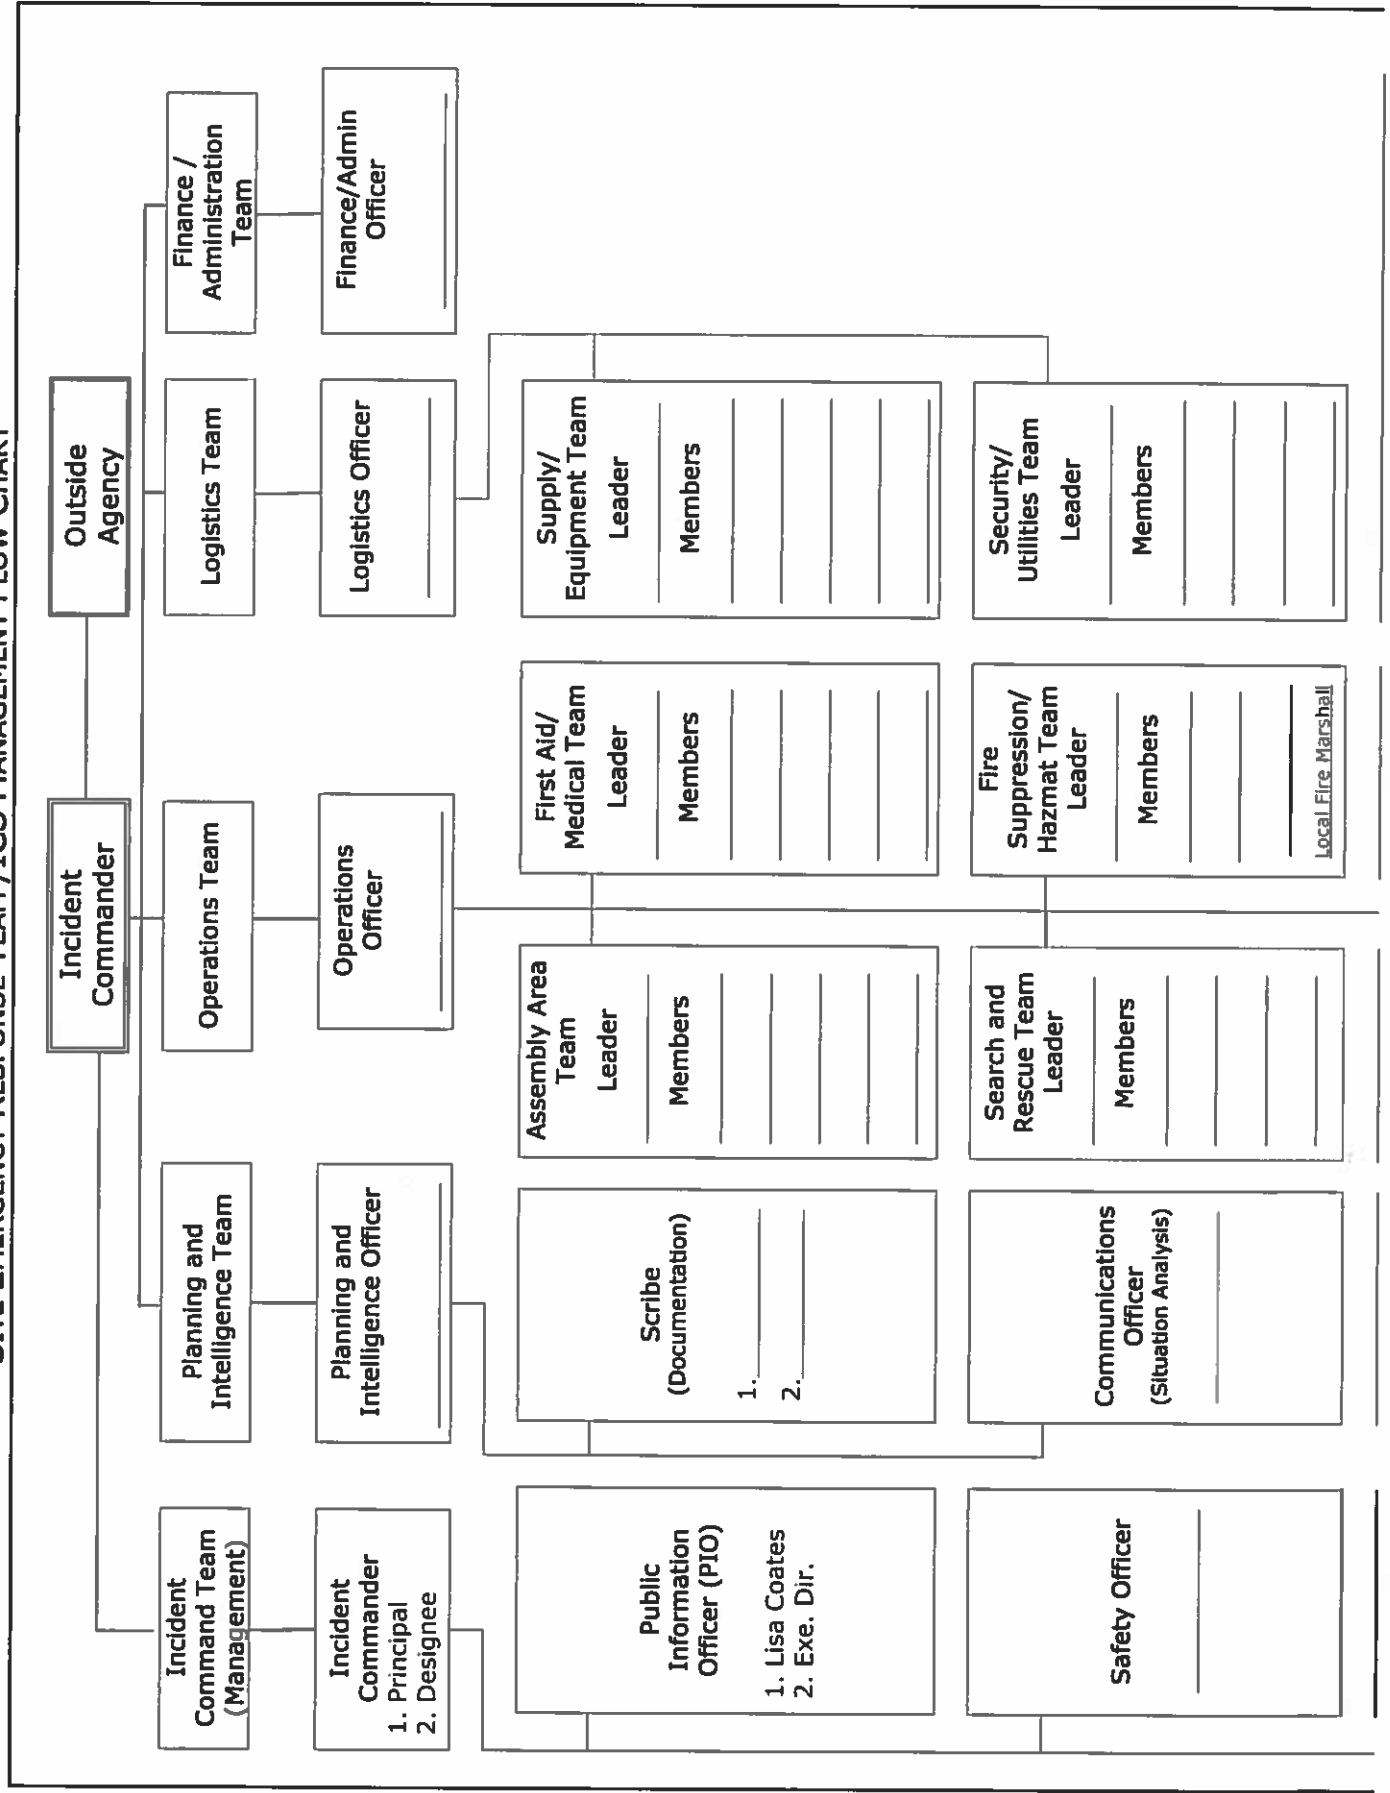 SITE EMERGENCY RESPONSE MANAGEMENT FLOW CHART
Incident
Commander
Outside
Agency
Incident
Command Team
(Management)
Planning and
Intelligence Team
Operations Team
Logistics Team
Finance /
Administration
Team
Incident
Commander
1. Principal
2. Designee
Planning and
Intelligence Officer
Operations
Officer
Logistics Officer
Finance/Admin
Officer
Public
Information
Officer (PIO)
1. Lisa Coates
2. Exe. Dir.
Scribe
(Documentation)
1.
2.
Assembly Area
Team
Leader
Members
First Aid/
Medical Team
Leader
Members
Supply/
Equipment Team
Leader
Members
Safety Officer
Communications
Officer
(Situation Analysis)
Search and
Rescue Team
Leader
Members
Fire
Suppression/
Hazmat Team
Leader
Members
Local Fire Marshall
Security/
Utilities Team
Leader
Members